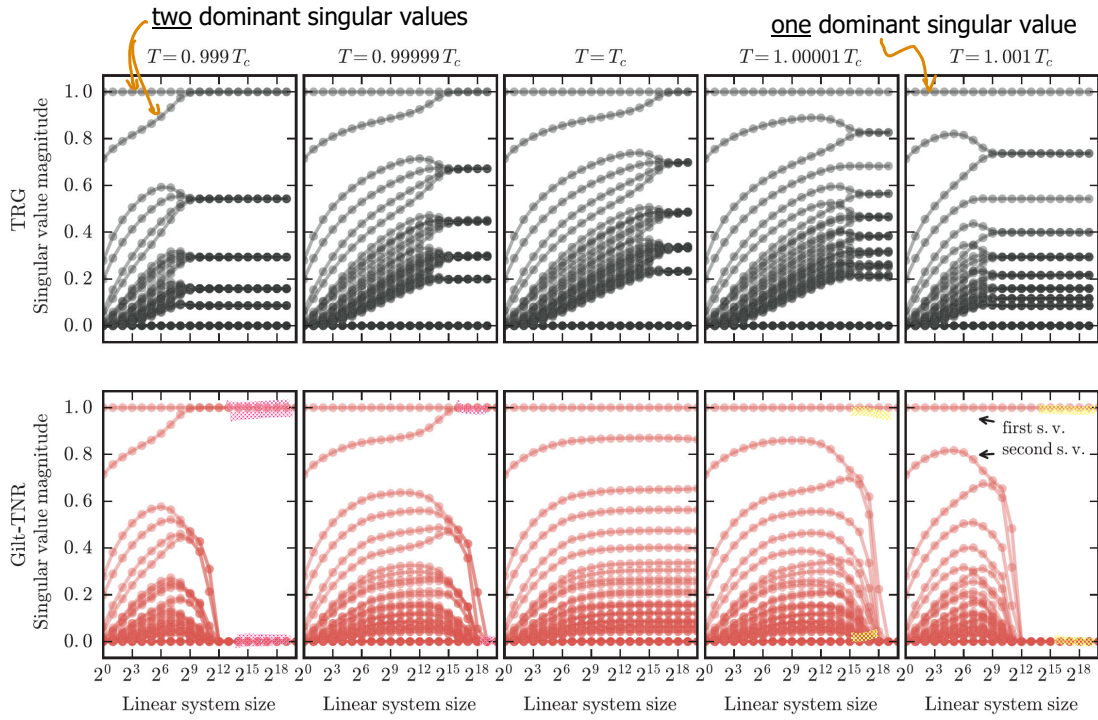 two dominant singular values
one dominant singular value
T = 0.999 T_c
T = 0.99999 T_c
T = T_c
T = 1.00001 T_c
T = 1.001 T_c
TRG
Singular value magnitude
1.0
0.8
0.6
0.4
0.2
0.0
Gilt-TNR
Singular value magnitude
1.0
0.8
0.6
0.4
0.2
0.0
first s. v.
second s. v.
2^0 2^3 2^6 2^9 2^12 2^15 2^18
2^0 2^3 2^6 2^9 2^12 2^15 2^18
2^0 2^3 2^6 2^9 2^12 2^15 2^18
2^0 2^3 2^6 2^9 2^12 2^15 2^18
2^0 2^3 2^6 2^9 2^12 2^15 2^18
Linear system size
Linear system size
Linear system size
Linear system size
Linear system size